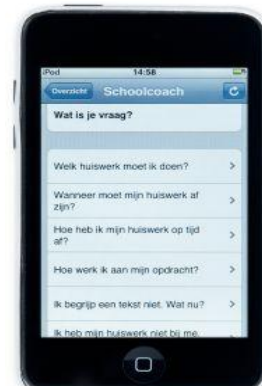 iPod
14:58
Overzicht
Schoolcoach
Wat is je vraag?
Welk huiswerk moet ik doen?
Wanneer moet mijn huiswerk af
zijn?
Hoe heb ik mijn huiswerk op tijd
af?
Hoe werk ik aan mijn opdracht?
Ik begrijp een tekst niet. Wat nu?
Ik heb mijn huiswerk niet bij me.